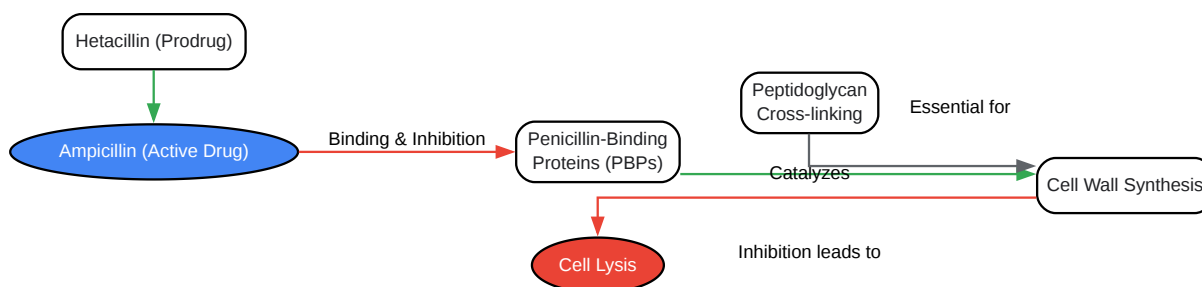 Hetacillin (Prodrug)
Peptidoglycan
Cross-linking
Essential for
Ampicillin (Active Drug)
Binding & Inhibition
Penicillin-Binding
Proteins (PBPs)
Catalyzes
Cell Wall Synthesis
Cell Lysis
Inhibition leads to